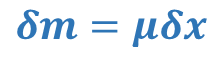 δm = μδx